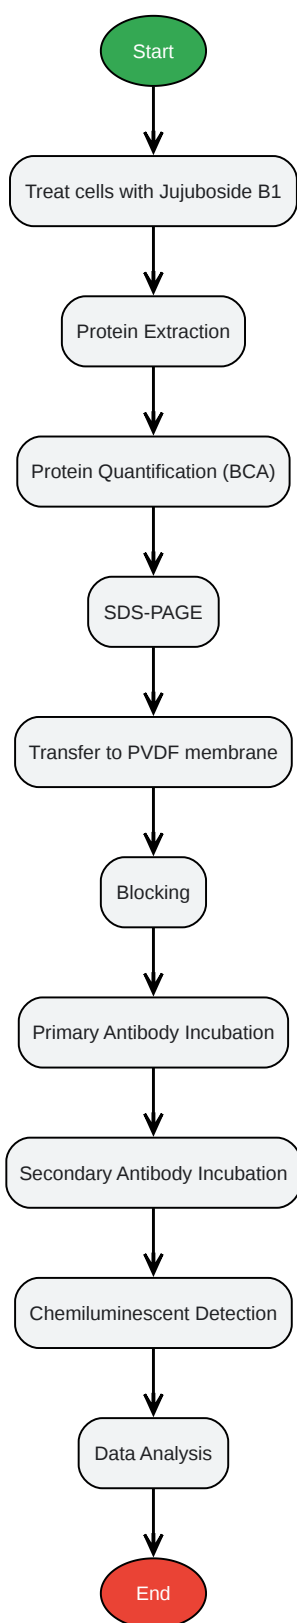 Start
Treat cells with Jujuboside B1
Protein Extraction
Protein Quantification (BCA)
SDS-PAGE
Transfer to PVDF membrane
Blocking
Primary Antibody Incubation
Secondary Antibody Incubation
Chemiluminescent Detection
Data Analysis
End